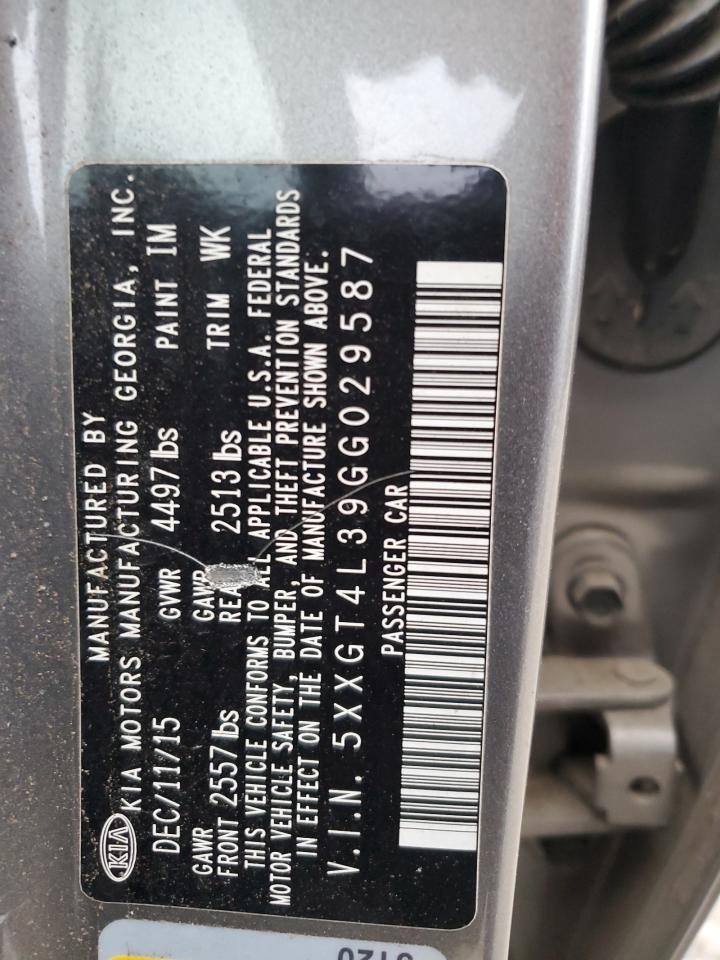 MANUFACTURED BY
KIA KIA MOTORS MANUFACTURING GEORGIA, INC.
DEC/11/15 GVWR 4497 lbs PAINT IM
GAWR GAWR
FRONT 2557 lbs 2513 lbs TRIM WK
THIS VEHICLE CONFORMS TO ALL APPLICABLE U.S.A. FEDERAL
MOTOR VEHICLE SAFETY, BUMPER, AND THEFT PREVENTION STANDARDS
IN EFFECT ON THE DATE OF MANUFACTURE SHOWN ABOVE.
V.I.N. 5XXGT4L39GG029587
PASSENGER CAR